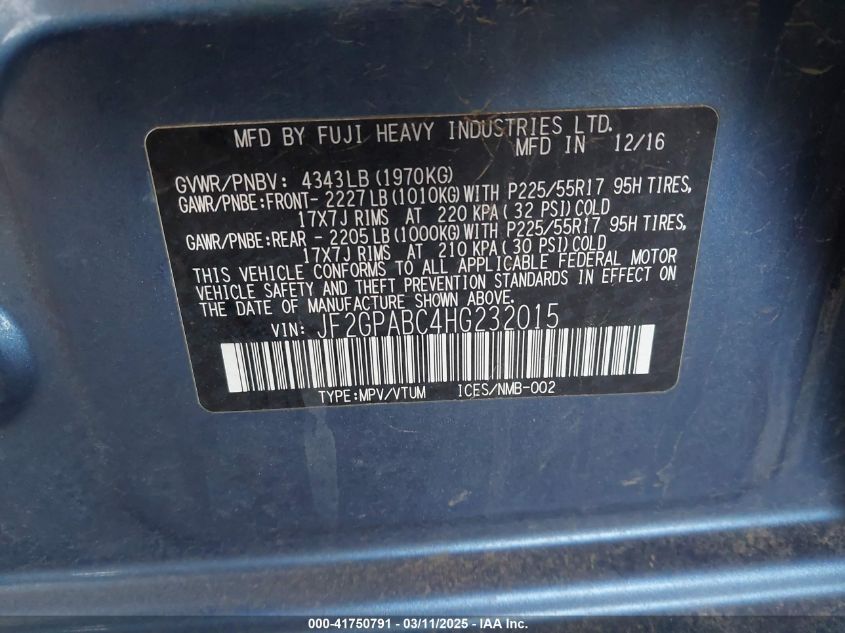 MFD BY FUJI HEAVY INDUSTRIES LTD.
MFD IN 12/16
GVWR/PNBV: 4343LB (1970KG)
GAWR/PNBE:FRONT- 2227LB (1010KG)WITH P225/55R17 95H TIRES,
17X7J RIMS AT 220 KPA( 32 PSI)COLD
GAWR/PNBE:REAR - 2205LB (1000KG)WITH P225/55R17 95H TIRES,
17X7J RIMS AT 210 KPA( 30 PSI)COLD
THIS VEHICLE CONFORMS TO ALL APPLICABLE FEDERAL MOTOR
VEHICLE SAFETY AND THEFT PREVENTION STANDARDS IN EFFECT ON
THE DATE OF MANUFACTURE SHOWN ABOVE.
VIN: JF2GPABC4HG232015
TYPE:MPV/VTUM ICES/NMB-002
000-41750791 - 03/11/2025 - IAA Inc.